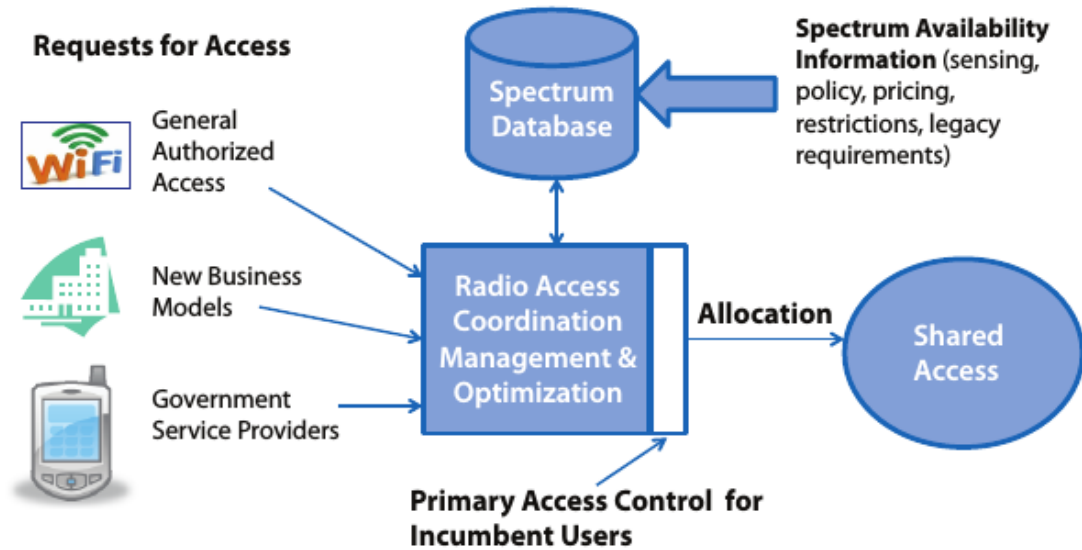 Requests for Access
WiFi
General
Authorized
Access
New Business
Models
Government
Service Providers
Spectrum
Database
Spectrum Availability
Information (sensing,
policy, pricing,
restrictions, legacy
requirements)
Radio Access
Coordination
Management &
Optimization
Allocation
Shared
Access
Primary Access Control for
Incumbent Users